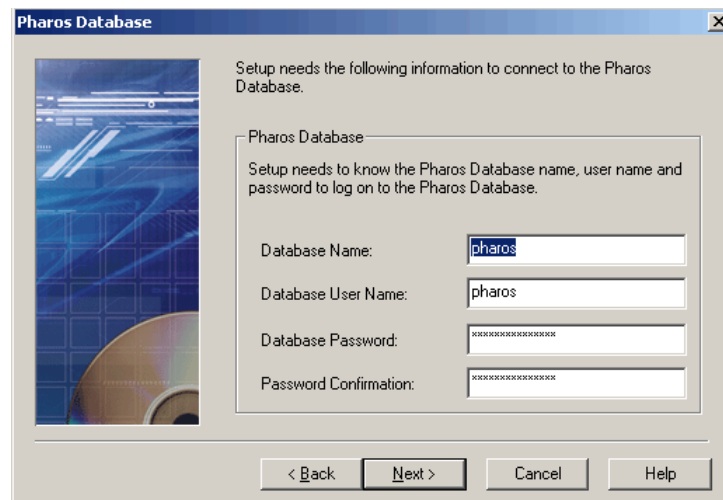 Pharos Database
Setup needs the following information to connect to the Pharos
Database.
Pharos Database
Setup needs to know the Pharos Database name, user name and
password to log on to the Pharos Database.
Database Name:
pharos
Database User Name:
pharos
Database Password:
***************
Password Confirmation:
***************
< Back
Next >
Cancel
Help